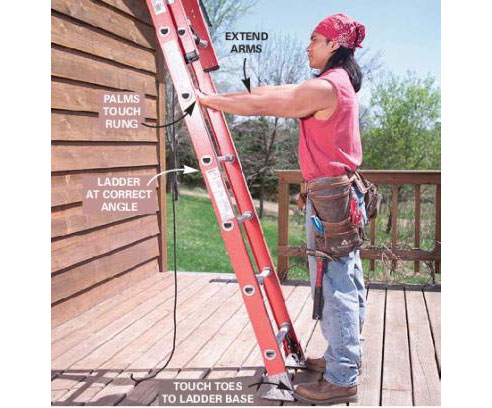 EXTEND
ARMS
PALMS
TOUCH
RUNG
LADDER
AT CORRECT
ANGLE
TOUCH TOES
TO LADDER BASE